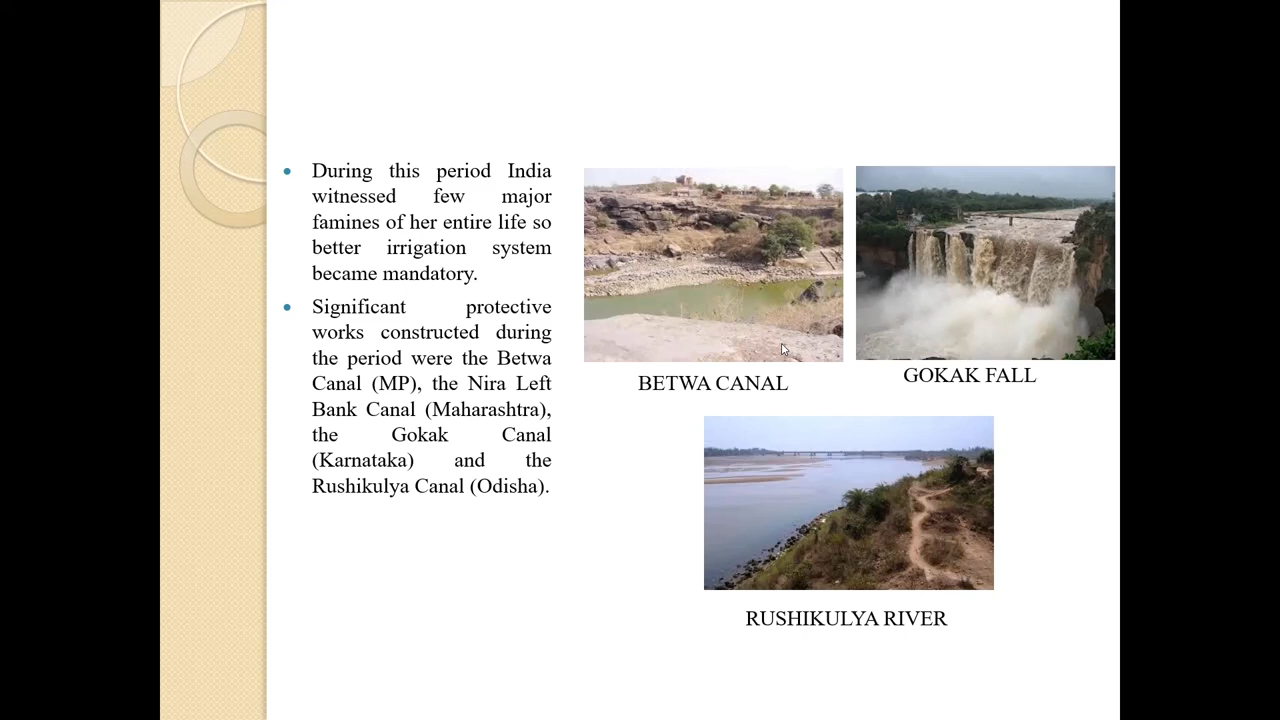 During this period India
witnessed few major
famines of her entire life so
better irrigation system
became mandatory.
Significant protective
works constructed during
the period were the Betwa
Canal (MP), the Nira Left
Bank Canal (Maharashtra),
the Gokak Canal
(Karnataka) and the
Rushikulya Canal (Odisha).
BETWA CANAL
GOKAK FALL
RUSHIKULYA RIVER